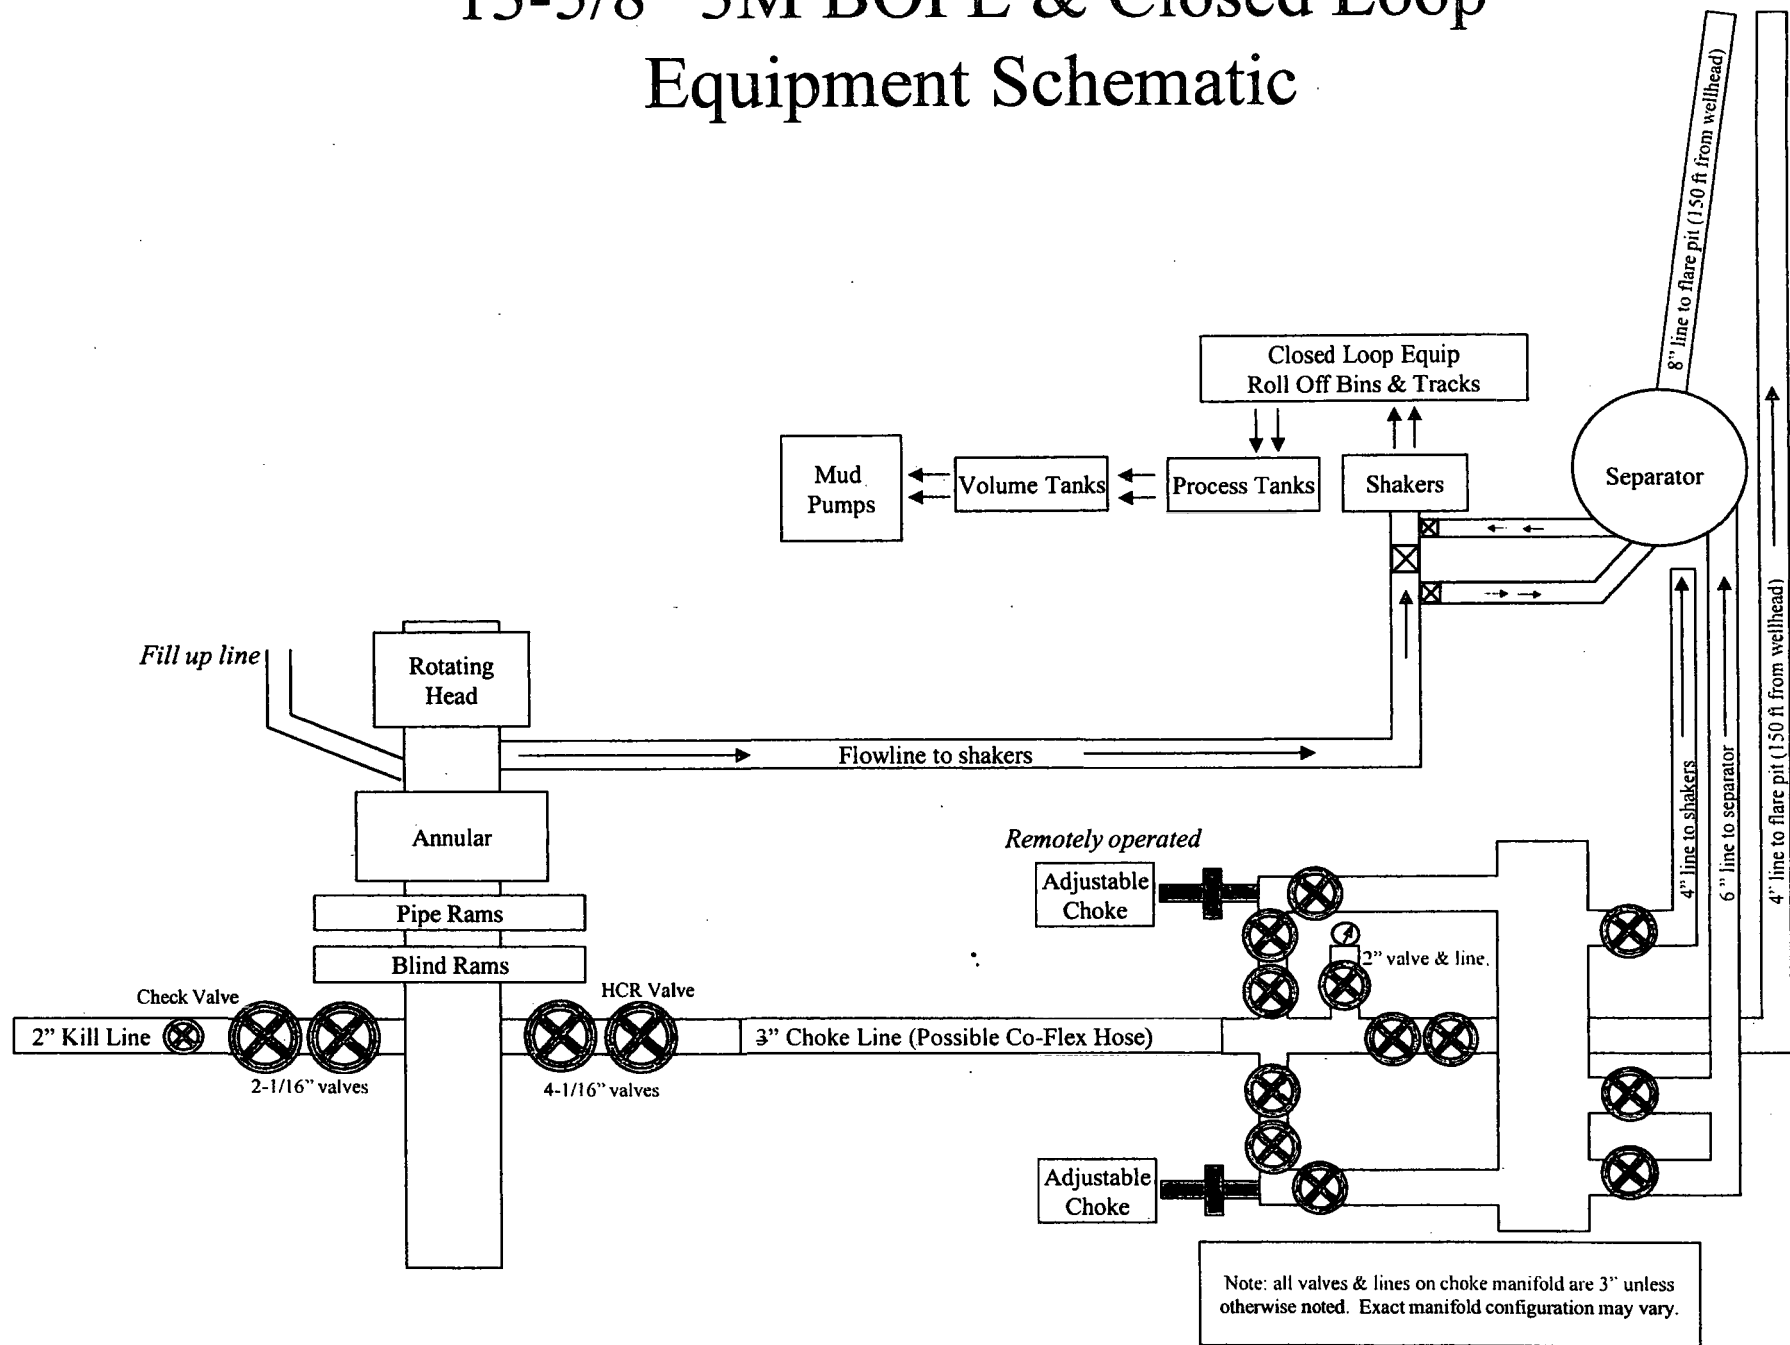 BOPE & Closed Loop
Equipment Schematic
8" line to flare pit (150 ft from wellhead)
Closed Loop Equip
Roll Off Bins & Tracks
Mud
Pumps
Volume Tanks
Process Tanks
Shakers
Separator
Fill up line
Rotating
Head
Flowline to shakers
Annular
Pipe Rams
Blind Rams
Remotely operated
Adjustable
Choke
2" valve & line.
4" line to shakers
6" line to separator
4" line to flare pit (150 ft from wellhead)
Check Valve
HCR Valve
2" Kill Line
3" Choke Line (Possible Co-Flex Hose)
2-1/16" valves
4-1/16" valves
Adjustable
Choke
Note: all valves & lines on choke manifold are 3" unless
otherwise noted. Exact manifold configuration may vary.